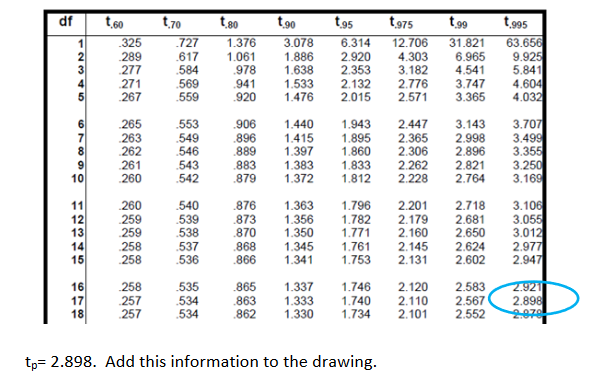 df t.60 t.70 t.80 t.90 t.95 t.975 t.99 t.995
1 .325 .727 1.376 3.078 6.314 12.706 31.821 63.656
2 .289 .617 1.061 1.886 2.920 4.303 6.965 9.925
3 .277 .584 .978 1.638 2.353 3.182 4.541 5.841
4 .271 .569 .941 1.533 2.132 2.776 3.747 4.604
5 .267 .559 .920 1.476 2.015 2.571 3.365 4.032
6 .265 .553 .906 1.440 1.943 2.447 3.143 3.707
7 .263 .549 .896 1.415 1.895 2.365 2.998 3.499
8 .262 .546 .889 1.397 1.860 2.306 2.896 3.355
9 .261 .543 .883 1.383 1.833 2.262 2.821 3.250
10 .260 .542 .879 1.372 1.812 2.228 2.764 3.169
11 .260 .540 .876 1.363 1.796 2.201 2.718 3.106
12 .259 .539 .873 1.356 1.782 2.179 2.681 3.055
13 .259 .538 .870 1.350 1.771 2.160 2.650 3.012
14 .258 .537 .868 1.345 1.761 2.145 2.624 2.977
15 .258 .536 .866 1.341 1.753 2.131 2.602 2.947
16 .258 .535 .865 1.337 1.746 2.120 2.583 2.921
17 .257 .534 .863 1.333 1.740 2.110 2.567 2.898
18 .257 .534 .862 1.330 1.734 2.101 2.552 2.878
tp= 2.898. Add this information to the drawing.